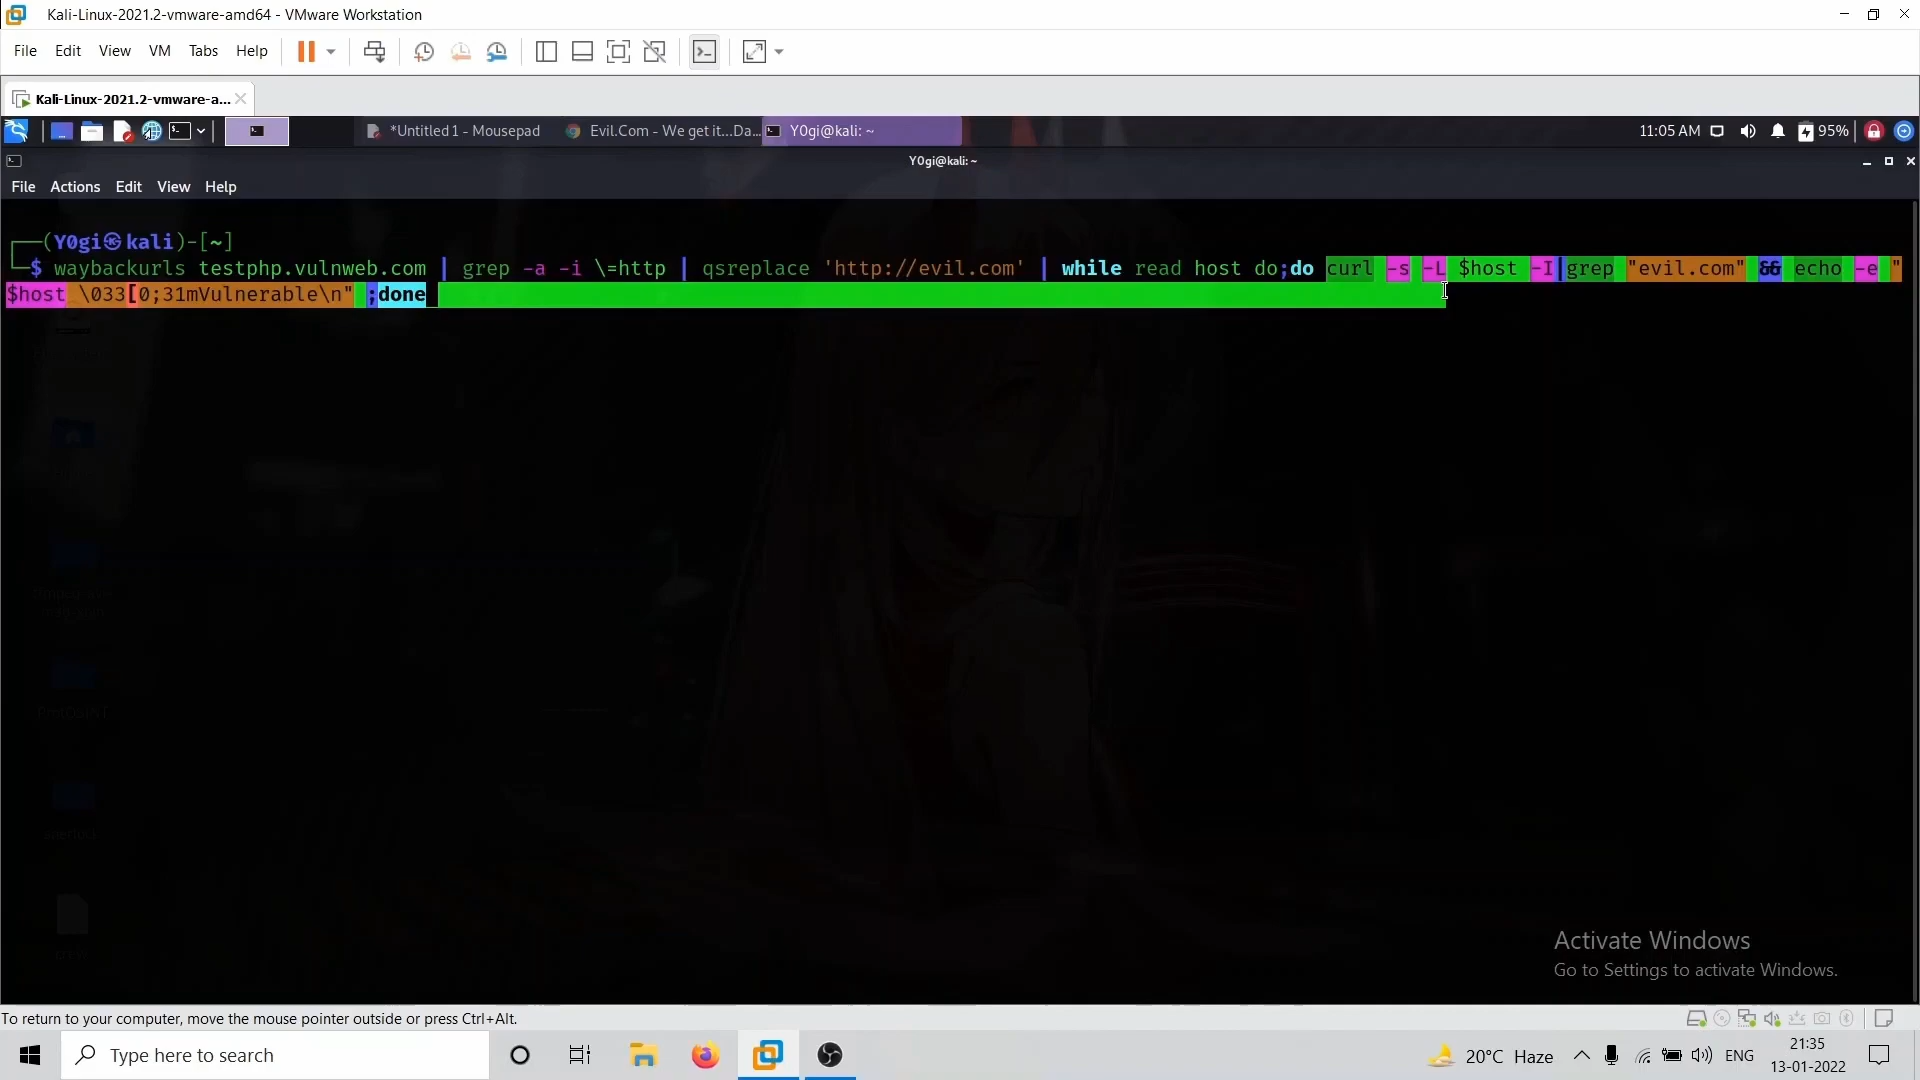 Kali-Linux-2021.2-vmware-amd64 - VMware Workstation
File Edit View VM Tabs Help
Kali-Linux-2021.2-vmware-a...
*Untitled 1 - Mousepad Evil.Com - We get it...Da... Y0gi@kali: ~ 11:05 AM 95%
Y0gi@kali: ~
File Actions Edit View Help
┌──(Y0gi㉿kali)-[~]
└─$ waybackurls testphp.vulnweb.com | grep -a -i \=http | qsreplace 'http://evil.com' | while read host do;do curl -s -L $host -I|grep "evil.com" && echo -e "
$host \033[0;31mVulnerable\n" ;done
Activate Windows
Go to Settings to activate Windows.
To return to your computer, move the mouse pointer outside or press Ctrl+Alt.
Type here to search
20°C Haze
ENG
21:35
13-01-2022